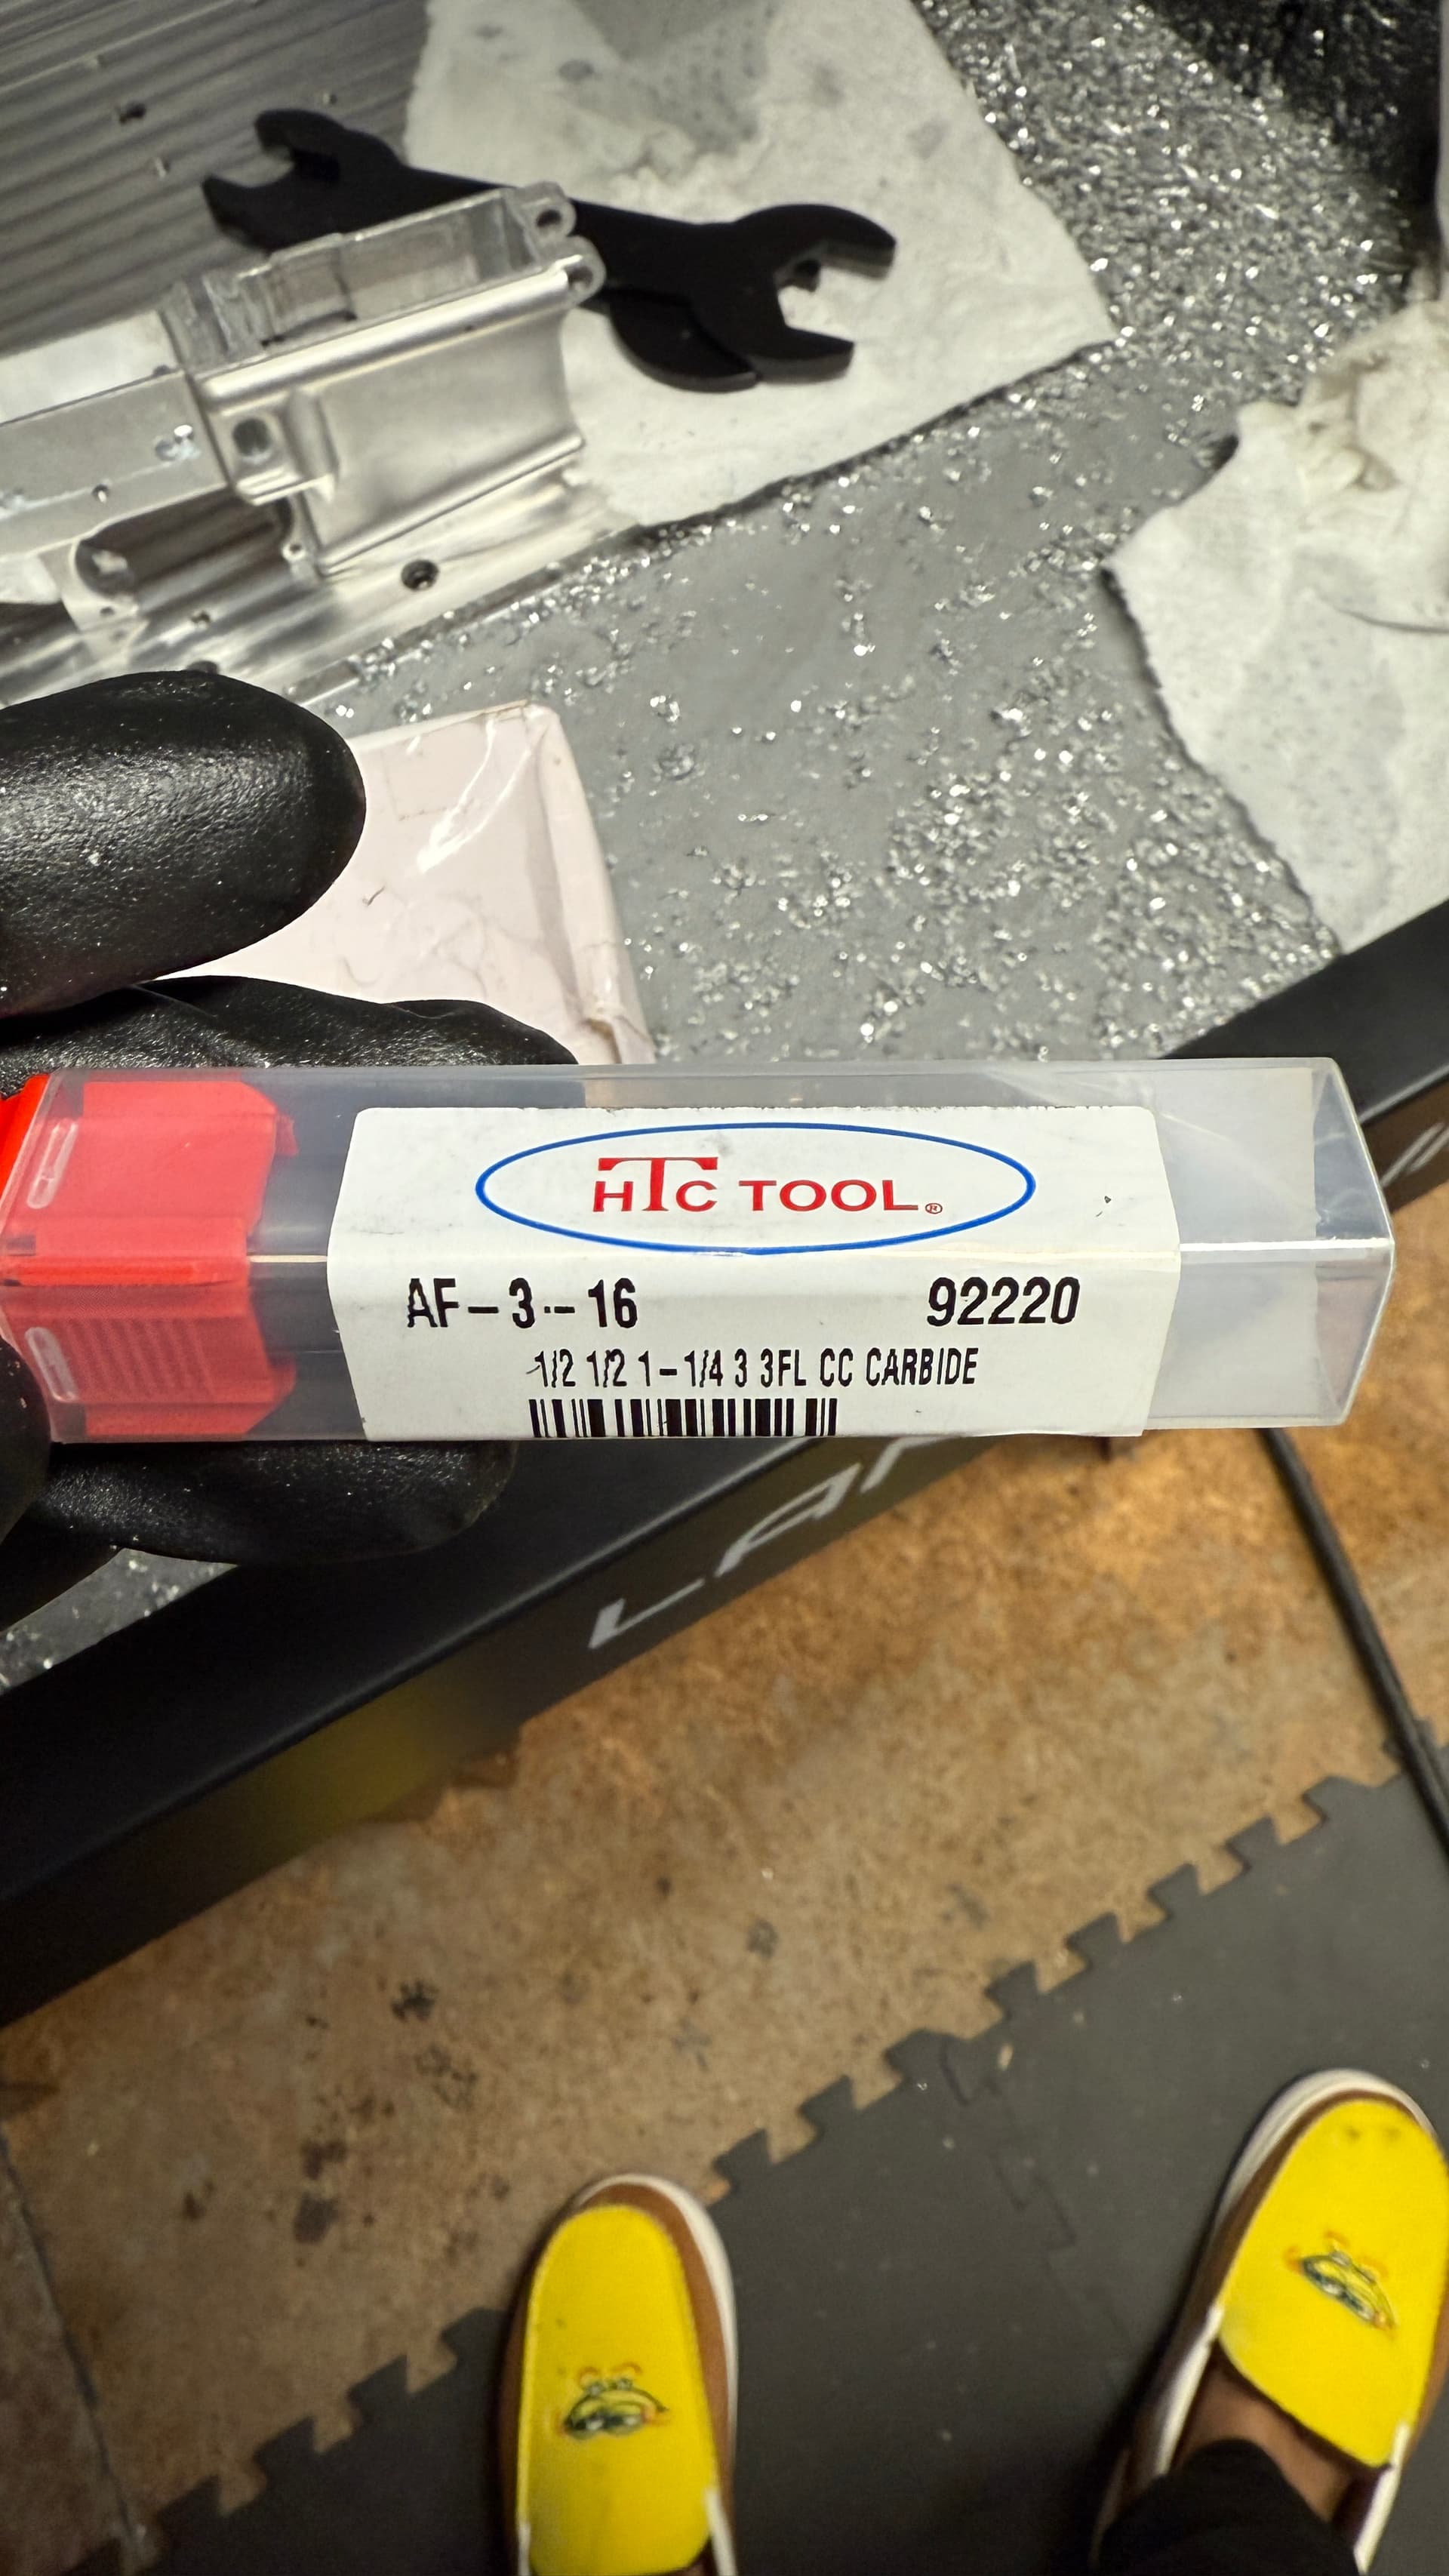 HTC TOOL®
AF-3-16 92220
1/2 1/2 1-1/4 3 3FL CC CARBIDE